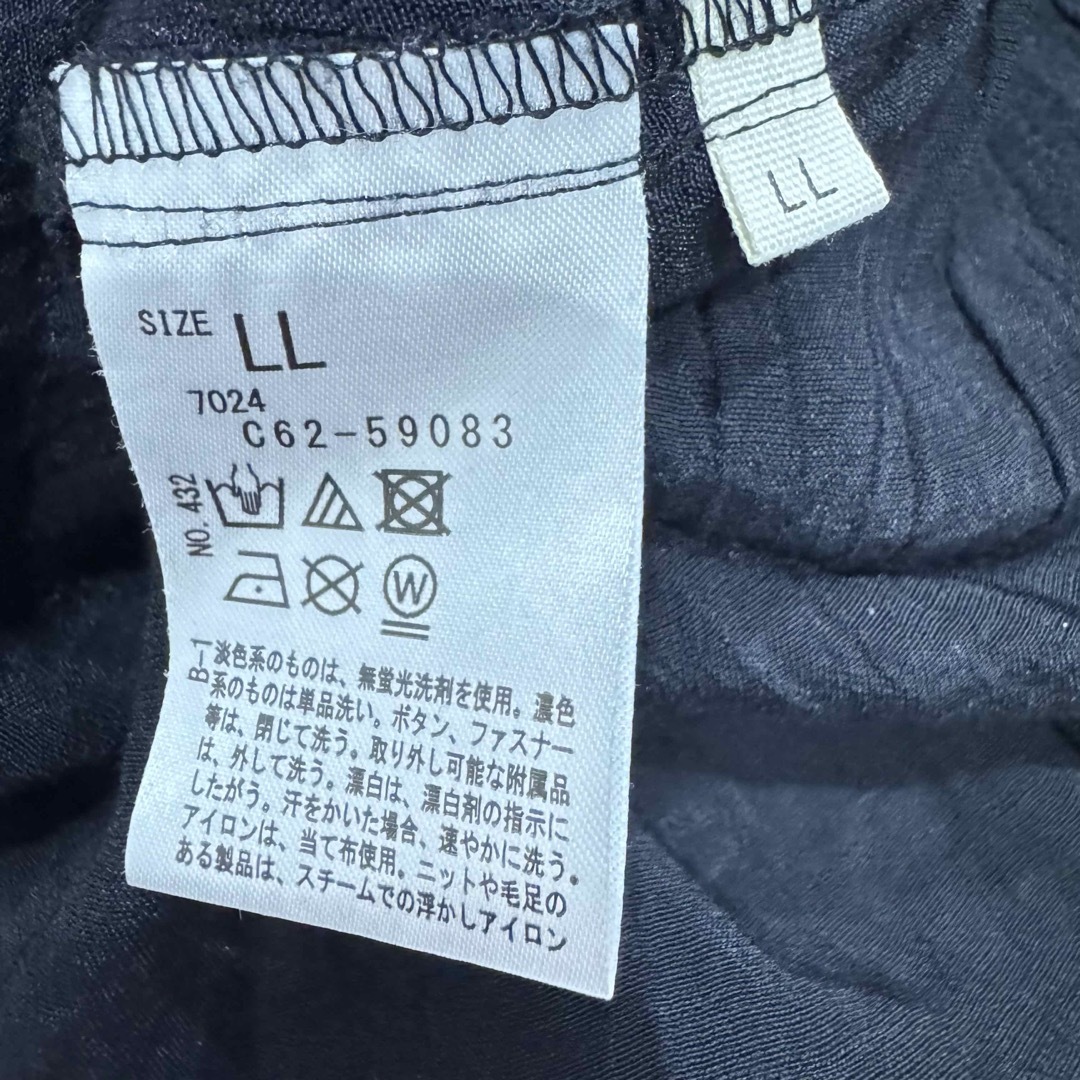 LL
SIZE LL
7024
C62-59083
NO. 432
W
B-1
淡色系のものは、無蛍光洗剤を使用。濃色
系のものは単品洗い。ボタン、ファスナー
等は、閉じて洗う。取り外し可能な附属品
は、外して洗う。漂白は、漂白剤の指示に
したがう。汗をかいた場合、速やかに洗う。
アイロンは、当て布使用。ニットや毛足の
ある製品は、スチームでの浮かしアイロン